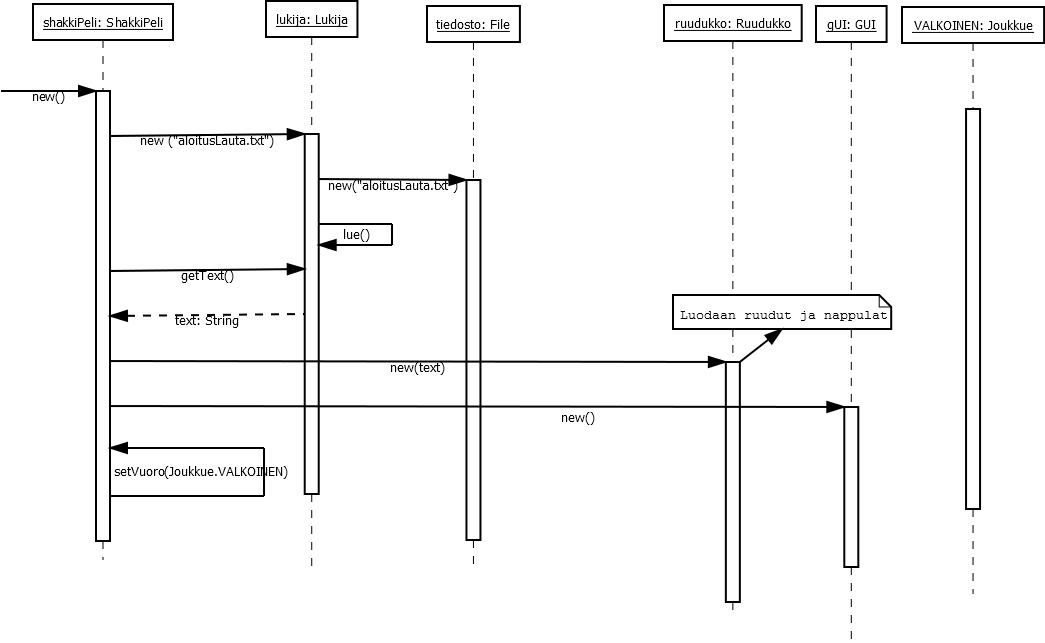 shakkiPeli: ShakkiPeli
lukija: Lukija
tiedosto: File
ruudukko: Ruudukko
gUI: GUI
VALKOINEN: Joukkue
new()
new ("aloitusLauta.txt")
new("aloitusLauta.txt")
lue()
getText()
text: String
Luodaan ruudut ja nappulat
new(text)
new()
setVuoro(Joukkue.VALKOINEN)